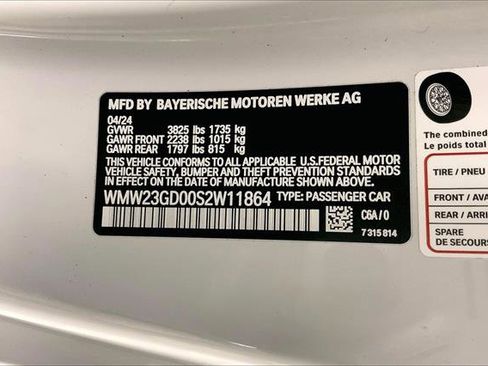 MFD BY BAYERISCHE MOTOREN WERKE AG
04/24
GVWR 3825 lbs 1735 kg
GAWR FRONT 2238 lbs 1015 kg
GAWR REAR 1797 lbs 815 kg
THIS VEHICLE CONFORMS TO ALL APPLICABLE U.S.FEDERAL MOTOR
VEHICLE SAFETY, BUMPER AND THEFT PREVENTION STANDARDS
IN EFFECT ON THE DATE OF MANUFACTURE SHOWN ABOVE.
WMW23GD00S2W11864 TYPE: PASSENGER CAR
C6A/0
7 315 814
The combined
Le poids total
TIRE / PNEU
FRONT / AVA
REAR / ARRI
SPARE
DE SECOURS